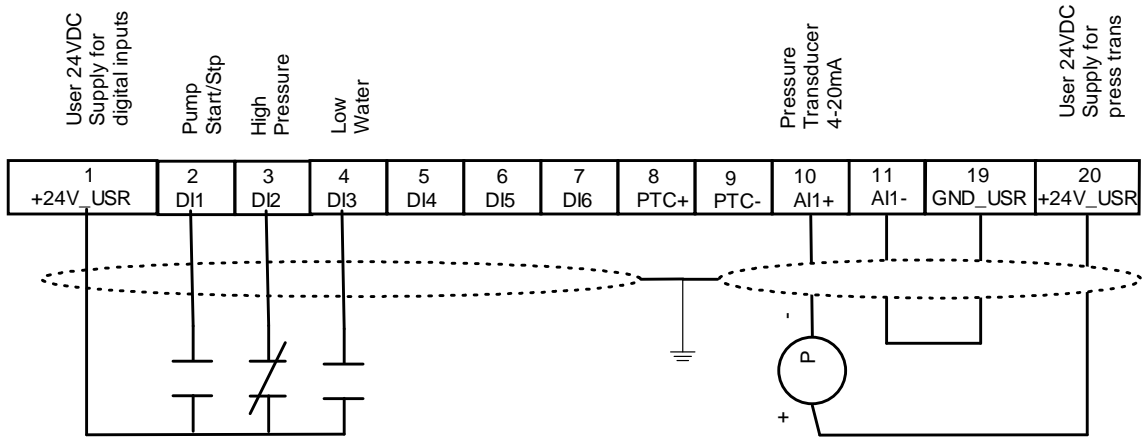 User 24VDC
Supply for
digital inputs
Pump
Start/Stp
High
Pressure
Low
Water
Pressure
Transducer
4-20mA
User 24VDC
Supply for
press trans
1
+24V_USR
2
DI1
3
DI2
4
DI3
5
DI4
6
DI5
7
DI6
8
PTC+
9
PTC-
10
AI1+
11
AI1-
19
GND_USR
20
+24V_USR
-
P
+